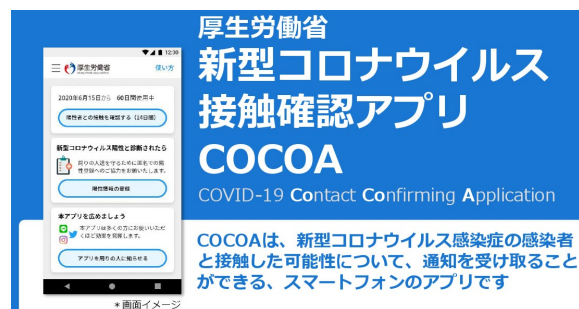 12:30
厚生労働省
使い方
2020年6月15日から 60日間使用中
陽性者との接触を確認する(14日間)
新型コロナウイルス陽性と診断されたら
周りの人達を守るために匿名での陽
性登録へのご協力をお願いいたします。
陽性情報の登録
本アプリを広めましょう
本アプリは多くの方にお使いいただ
くほど効果を発揮します。
アプリを周りの人に知らせる
*画面イメージ
厚生労働省
新型コロナウイルス
接触確認アプリ
COCOA
COVID-19 Contact Confirming Application
COCOAは、新型コロナウイルス感染症の感染者
と接触した可能性について、通知を受け取ること
ができる、スマートフォンのアプリです